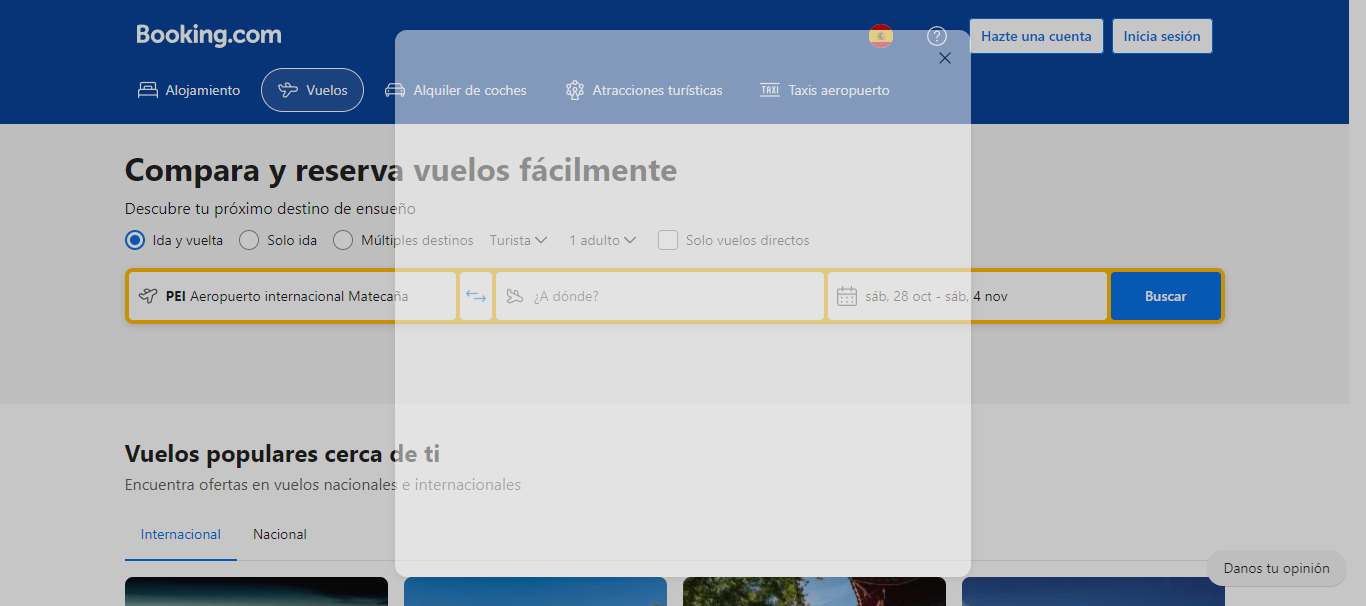 Booking.com
Hazte una cuenta
Inicia sesión
Alojamiento
Vuelos
Alquiler de coches
Atracciones turísticas
TAXI Taxis aeropuerto
Compara y reserva vuelos fácilmente
Descubre tu próximo destino de ensueño
Ida y vuelta
Solo ida
Múltiples destinos
Turista
1 adulto
Solo vuelos directos
PEI Aeropuerto internacional Matecaña
¿A dónde?
sáb, 28 oct - sáb, 4 nov
Buscar
Vuelos populares cerca de ti
Encuentra ofertas en vuelos nacionales e internacionales
Internacional
Nacional
Danos tu opinión